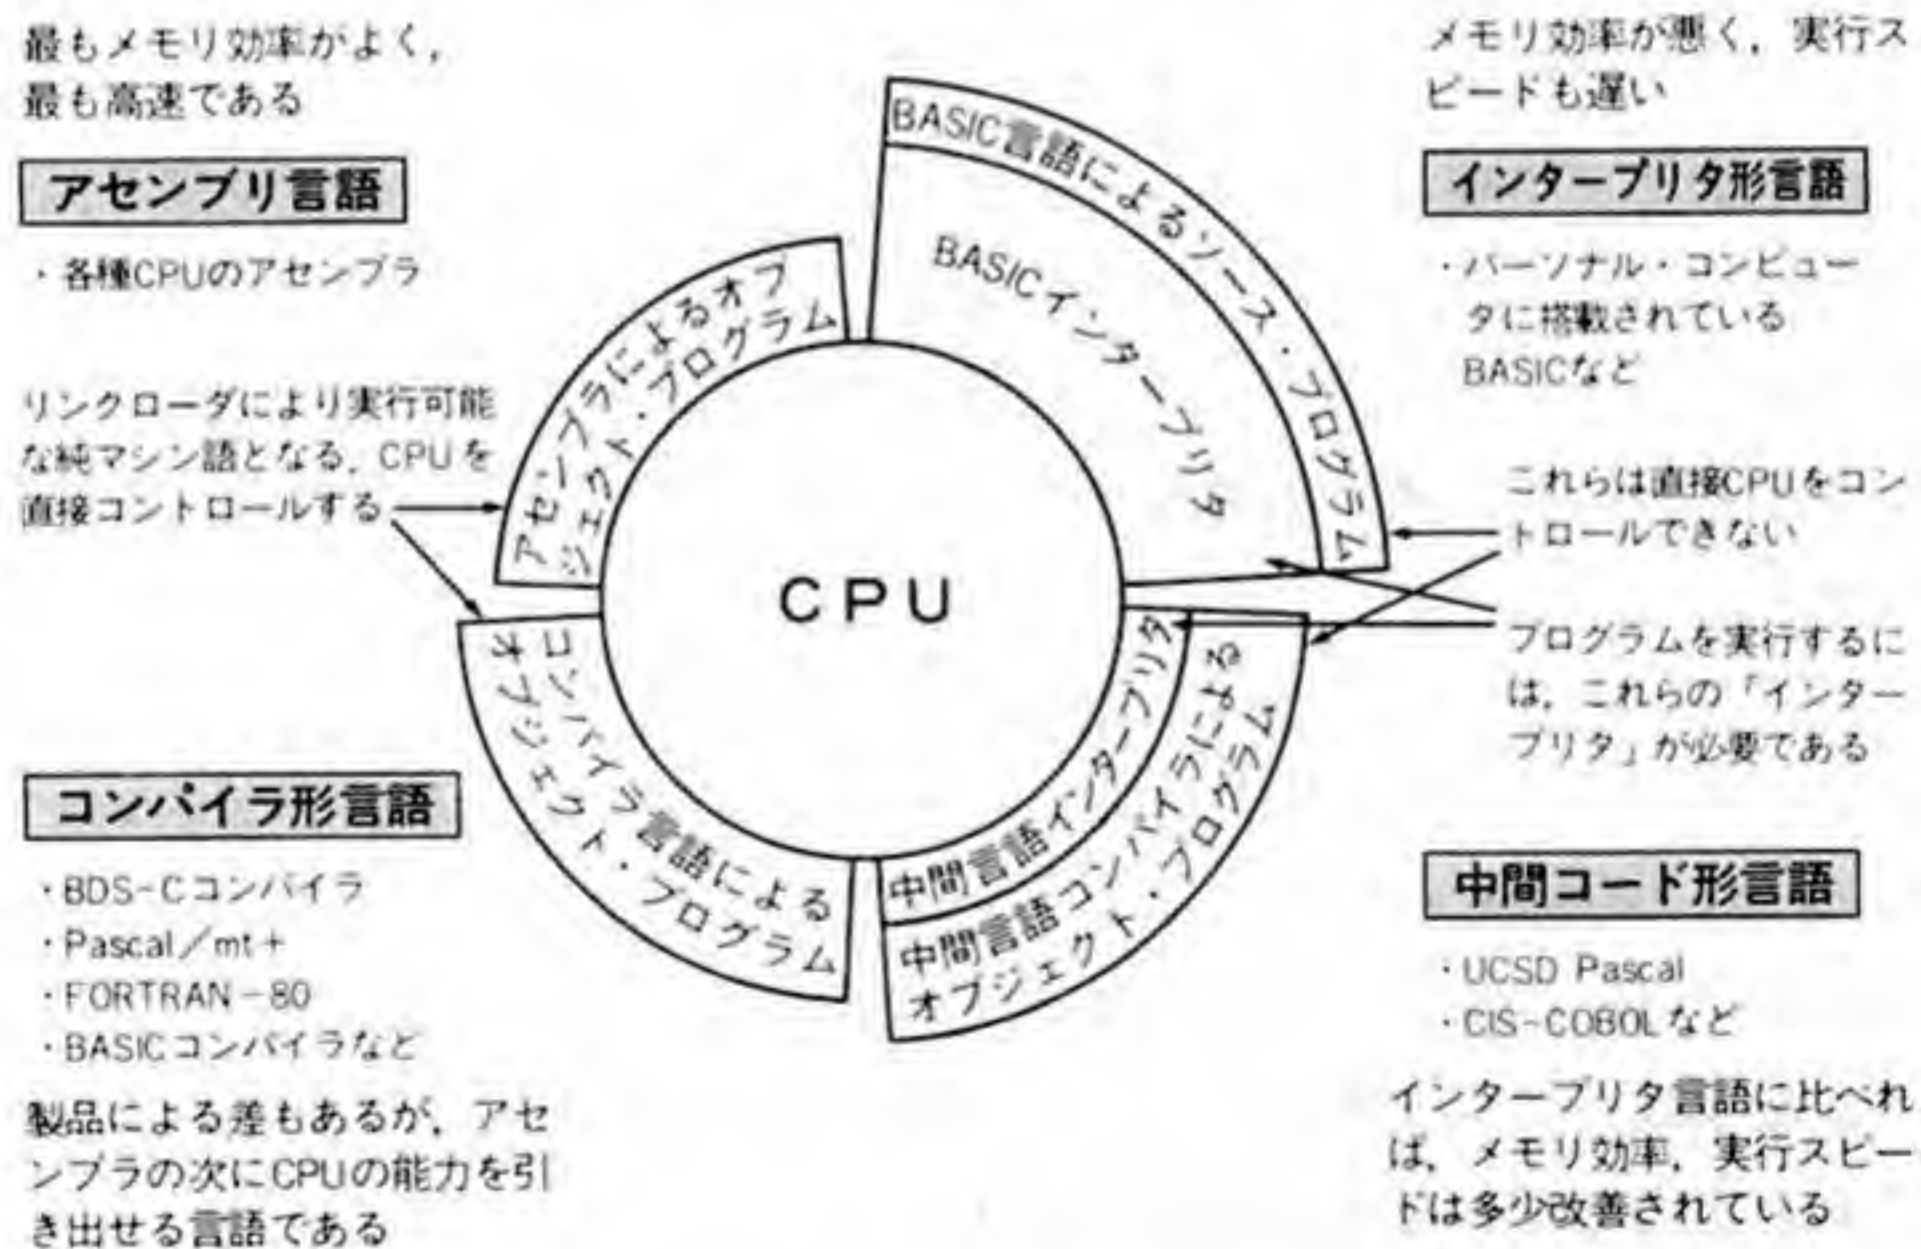 最もメモリ効率がよく，
最も高速である
アセンブリ言語
・各種CPUのアセンブラ
リンクローダにより実行可能
な純マシン語となる．CPUを
直接コントロールする
コンパイラ形言語
・BDS-Cコンパイラ
・Pascal／mt＋
・FORTRAN－80
・BASICコンパイラなど
製品による差もあるが，アセ
ンブラの次にCPUの能力を引
き出せる言語である
アセンブラによるオブ
ジェクト・プログラム
BASIC言語によるソース・プログラム
BASICインタープリタ
CPU
コンパイラ言語による
オブジェクト・プログラム
中間言語インタープリタ
中間言語コンパイラによる
オブジェクト・プログラム
メモリ効率が悪く，実行ス
ピードも遅い
インタープリタ形言語
・パーソナル・コンピュー
タに搭載されている
BASICなど
これらは直接CPUをコン
トロールできない
プログラムを実行するに
は，これらの「インター
プリタ」が必要である
中間コード形言語
・UCSD Pascal
・CIS-COBOLなど
インタープリタ言語に比べれ
ば，メモリ効率，実行スピー
ドは多少改善されている